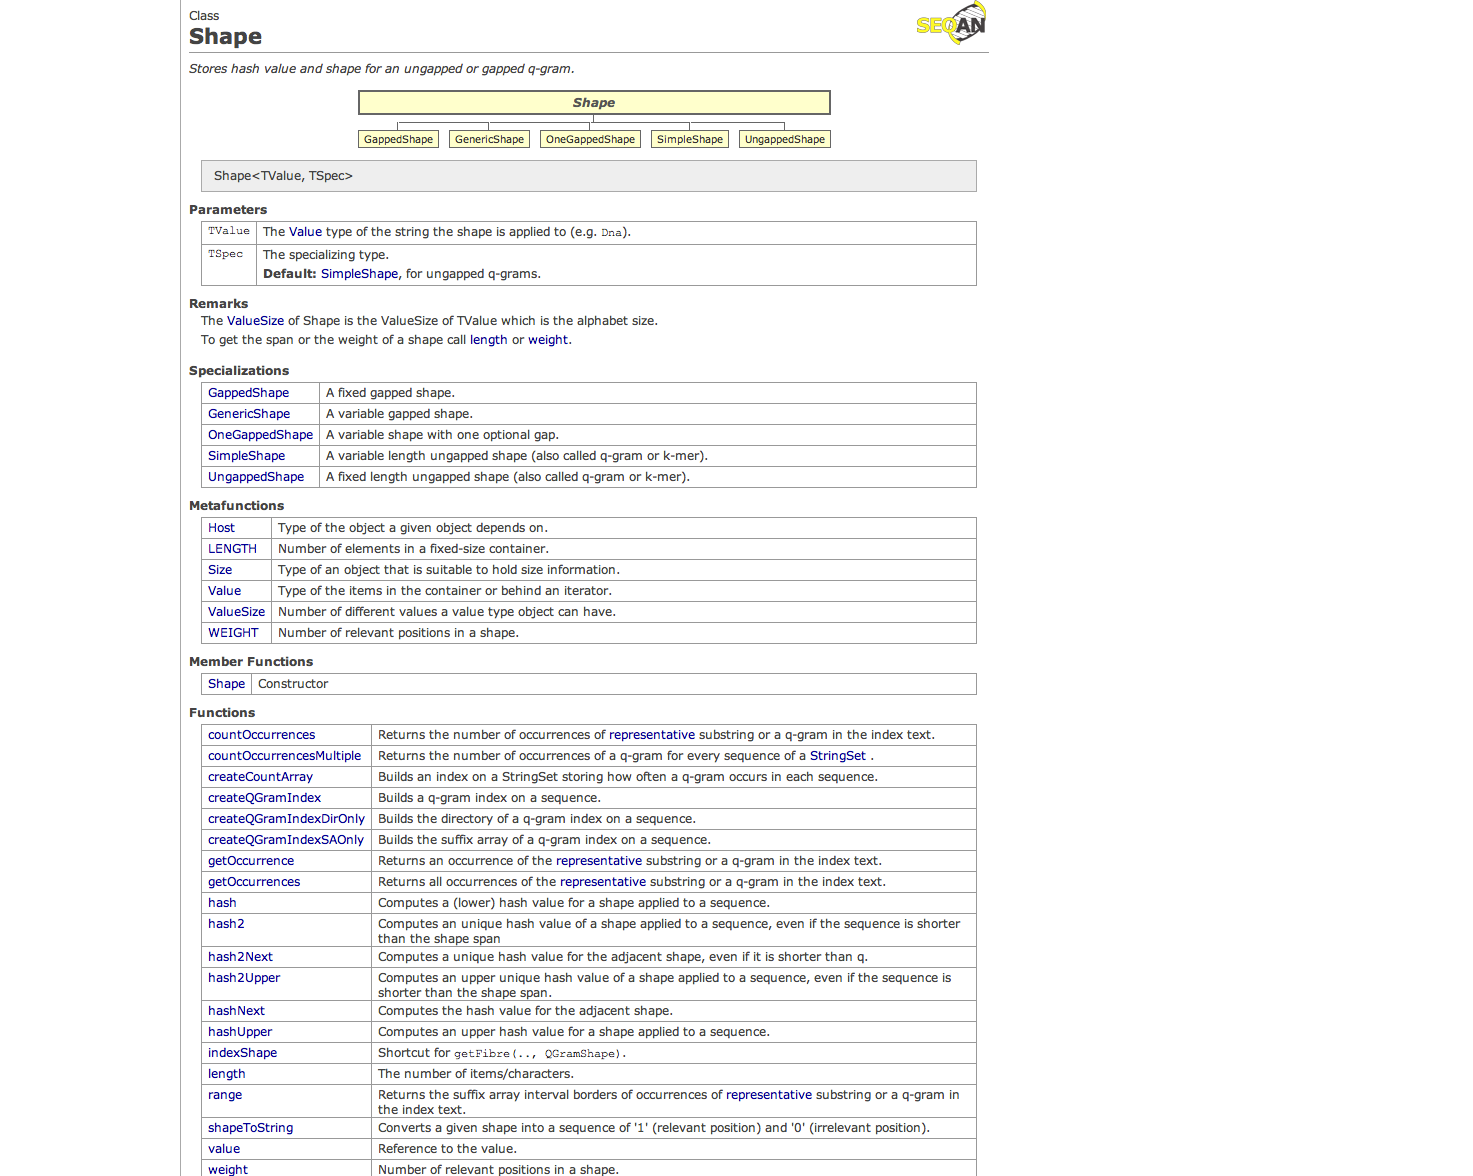 Class
SEQAN
Shape
Stores hash value and shape for an ungapped or gapped q-gram.
Shape
GappedShape GenericShape OneGappedShape SimpleShape UngappedShape
Shape<TValue, TSpec>
Parameters
TValue The Value type of the string the shape is applied to (e.g. Dna).
TSpec The specializing type.
Default: SimpleShape, for ungapped q-grams.
Remarks
The ValueSize of Shape is the ValueSize of TValue which is the alphabet size.
To get the span or the weight of a shape call length or weight.
Specializations
GappedShape A fixed gapped shape.
GenericShape A variable gapped shape.
OneGappedShape A variable shape with one optional gap.
SimpleShape A variable length ungapped shape (also called q-gram or k-mer).
UngappedShape A fixed length ungapped shape (also called q-gram or k-mer).
Metafunctions
Host Type of the object a given object depends on.
LENGTH Number of elements in a fixed-size container.
Size Type of an object that is suitable to hold size information.
Value Type of the items in the container or behind an iterator.
ValueSize Number of different values a value type object can have.
WEIGHT Number of relevant positions in a shape.
Member Functions
Shape Constructor
Functions
countOccurrences Returns the number of occurrences of representative substring or a q-gram in the index text.
countOccurrencesMultiple Returns the number of occurrences of a q-gram for every sequence of a StringSet .
createCountArray Builds an index on a StringSet storing how often a q-gram occurs in each sequence.
createQGramIndex Builds a q-gram index on a sequence.
createQGramIndexDirOnly Builds the directory of a q-gram index on a sequence.
createQGramIndexSAOnly Builds the suffix array of a q-gram index on a sequence.
getOccurrence Returns an occurrence of the representative substring or a q-gram in the index text.
getOccurrences Returns all occurrences of the representative substring or a q-gram in the index text.
hash Computes a (lower) hash value for a shape applied to a sequence.
hash2 Computes an unique hash value of a shape applied to a sequence, even if the sequence is shorter
than the shape span
hash2Next Computes a unique hash value for the adjacent shape, even if it is shorter than q.
hash2Upper Computes an upper unique hash value of a shape applied to a sequence, even if the sequence is
shorter than the shape span.
hashNext Computes the hash value for the adjacent shape.
hashUpper Computes an upper hash value for a shape applied to a sequence.
indexShape Shortcut for getFibre(.., QGramShape).
length The number of items/characters.
range Returns the suffix array interval borders of occurrences of representative substring or a q-gram in
the index text.
shapeToString Converts a given shape into a sequence of '1' (relevant position) and '0' (irrelevant position).
value Reference to the value.
weight Number of relevant positions in a shape.